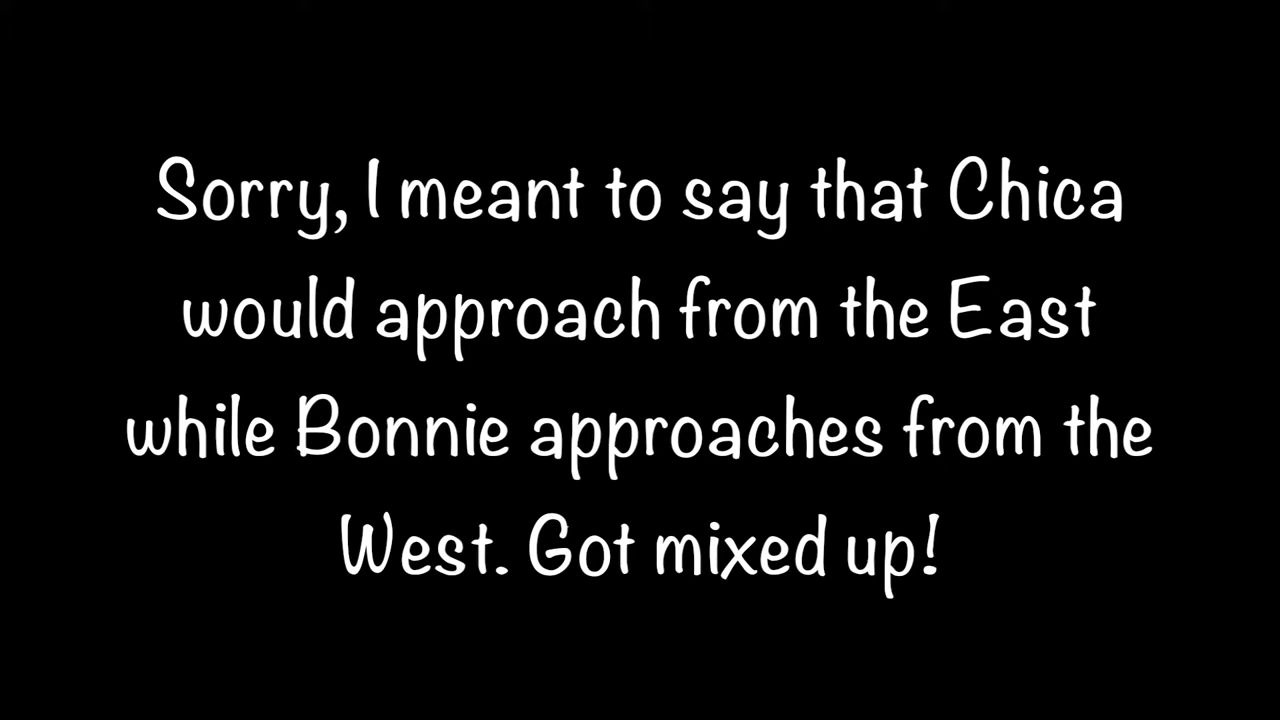 Sorry, I meant to say that Chica
would approach from the East
while Bonnie approaches from the
West. Got mixed up!